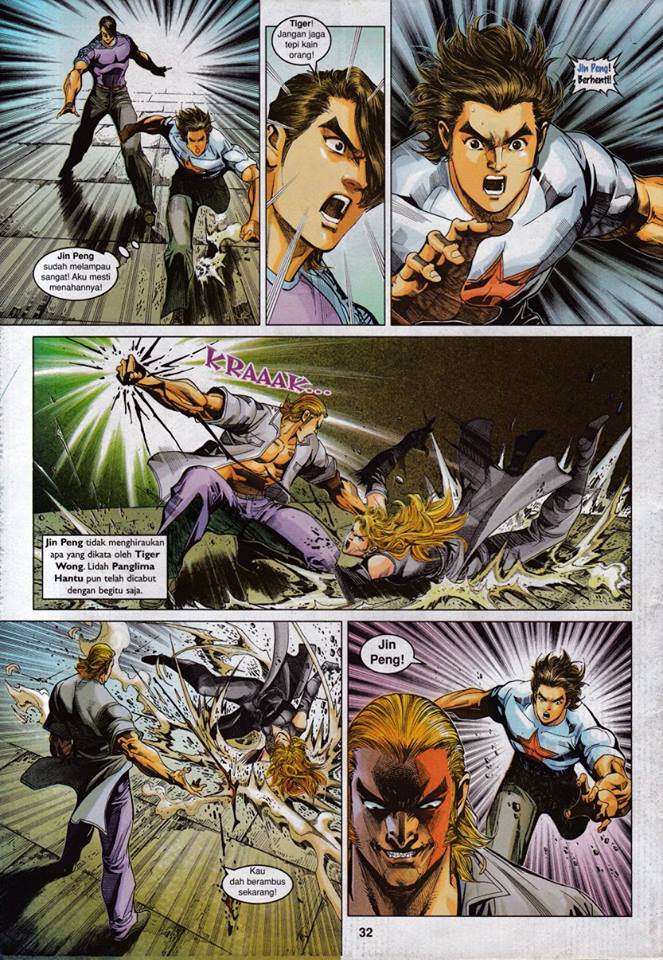 Jin Peng
sudah melampau
sangat! Aku mesti
menahannya!
Tiger!
Jangan jaga
tepi kain
orang!
Jin Peng!
Berhenti!
KRAAAK...
Jin Peng tidak menghiraukan
apa yang dikata oleh Tiger
Wong. Lidah Panglima
Hantu pun telah dicabut
dengan begitu saja.
Kau
dah berambus
sekarang!
Jin
Peng!
32